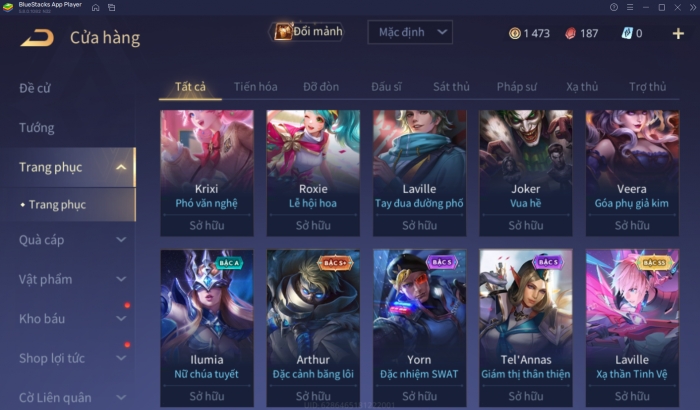 BlueStacks App Player
Cửa hàng
Đổi mảnh
Mặc định
1 473
187
0
Đề cử
Tướng
Trang phục
Trang phục
Quà cáp
Vật phẩm
Kho báu
Shop lợi tức
Cờ Liên quân
Tất cả Tiến hóa Đỡ đòn Đấu sĩ Sát thủ Pháp sư Xạ thủ Trợ thủ
Krixi Roxie Laville Joker Veera
Phó văn nghệ Lễ hội hoa Tay đua đường phố Vua hề Góa phụ giả kim
Sở hữu Sở hữu Sở hữu Sở hữu Sở hữu
BẬC A BẬC S+ BẬC S BẬC S BẬC SS
Ilumia Arthur Yorn Tel'Annas Laville
Nữ chúa tuyết Đặc cảnh băng lôi Đặc nhiệm SWAT Giám thị thân thiện Xạ thần Tinh Vệ
Sở hữu Sở hữu Sở hữu Sở hữu Sở hữu